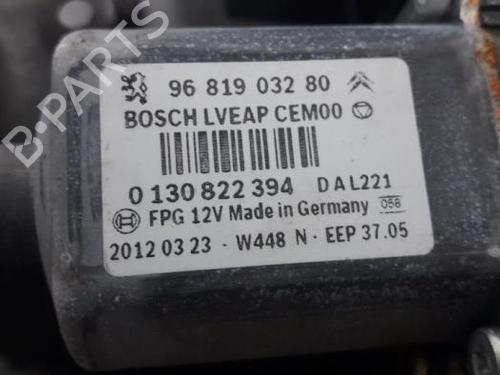 96 819 032 80
BOSCH LVEAP CEM00
0 130 822 394 DAL221
FPG 12V Made in Germany 056
2012 03 23 - W448 N - EEP 37.05
B-PARTS